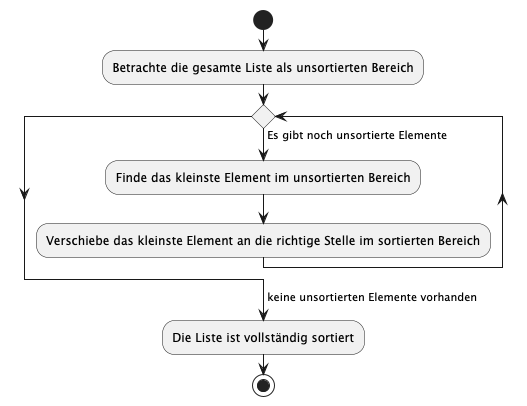 Betrachte die gesamte Liste als unsortierten Bereich
Es gibt noch unsortierte Elemente
Finde das kleinste Element im unsortierten Bereich
Verschiebe das kleinste Element an die richtige Stelle im sortierten Bereich
keine unsortierten Elemente vorhanden
Die Liste ist vollständig sortiert